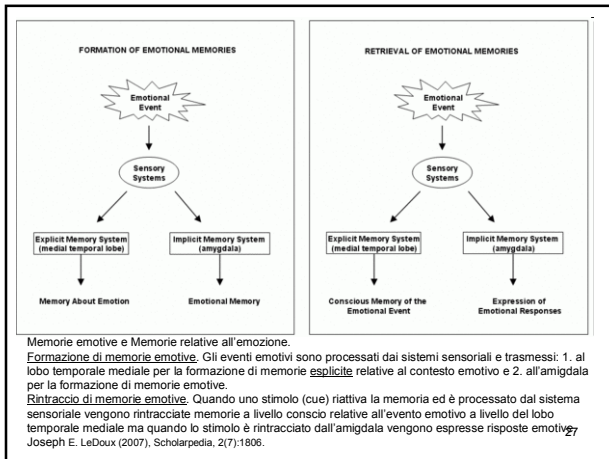 FORMATION OF EMOTIONAL MEMORIES
Emotional
Event
Sensory
Systems
Explicit Memory System
(medial temporal lobe)
Implicit Memory System
(amygdala)
Memory About Emotion
Emotional Memory
RETRIEVAL OF EMOTIONAL MEMORIES
Emotional
Event
Sensory
Systems
Explicit Memory System
(medial temporal lobe)
Implicit Memory System
(amygdala)
Conscious Memory of the
Emotional Event
Expression of
Emotional Responses
Memorie emotive e Memorie relative all'emozione.
Formazione di memorie emotive. Gli eventi emotivi sono processati dai sistemi sensoriali e trasmessi: 1. al
lobo temporale mediale per la formazione di memorie esplicite relative al contesto emotivo e 2. all'amigdala
per la formazione di memorie emotive.
Rintraccio di memorie emotive. Quando uno stimolo (cue) riattiva la memoria ed è processato dal sistema
sensoriale vengono rintracciate memorie a livello conscio relative all'evento emotivo a livello del lobo
temporale mediale ma quando lo stimolo è rintracciato dall'amigdala vengono espresse risposte emotive.
Joseph E. LeDoux (2007), Scholarpedia, 2(7):1806.
27